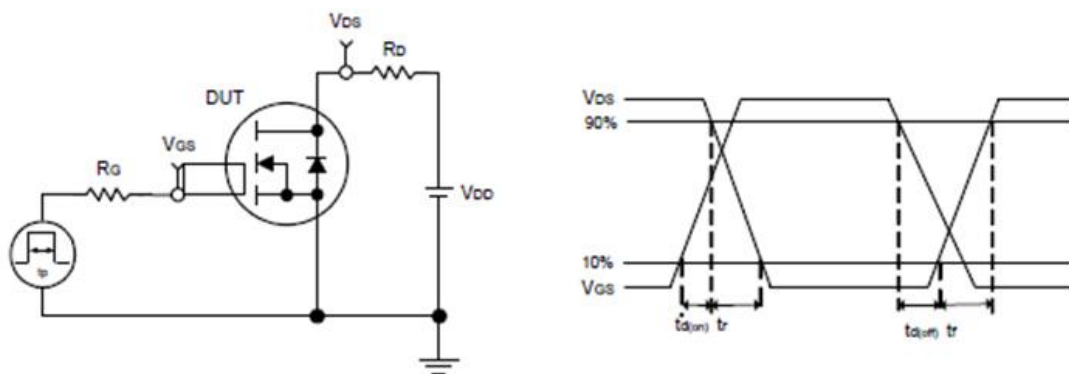 VDS
RD
DUT
VGS
RG
VDD
tp
VDS
90%
10%
VGS
td(on) tr
td(off) tr